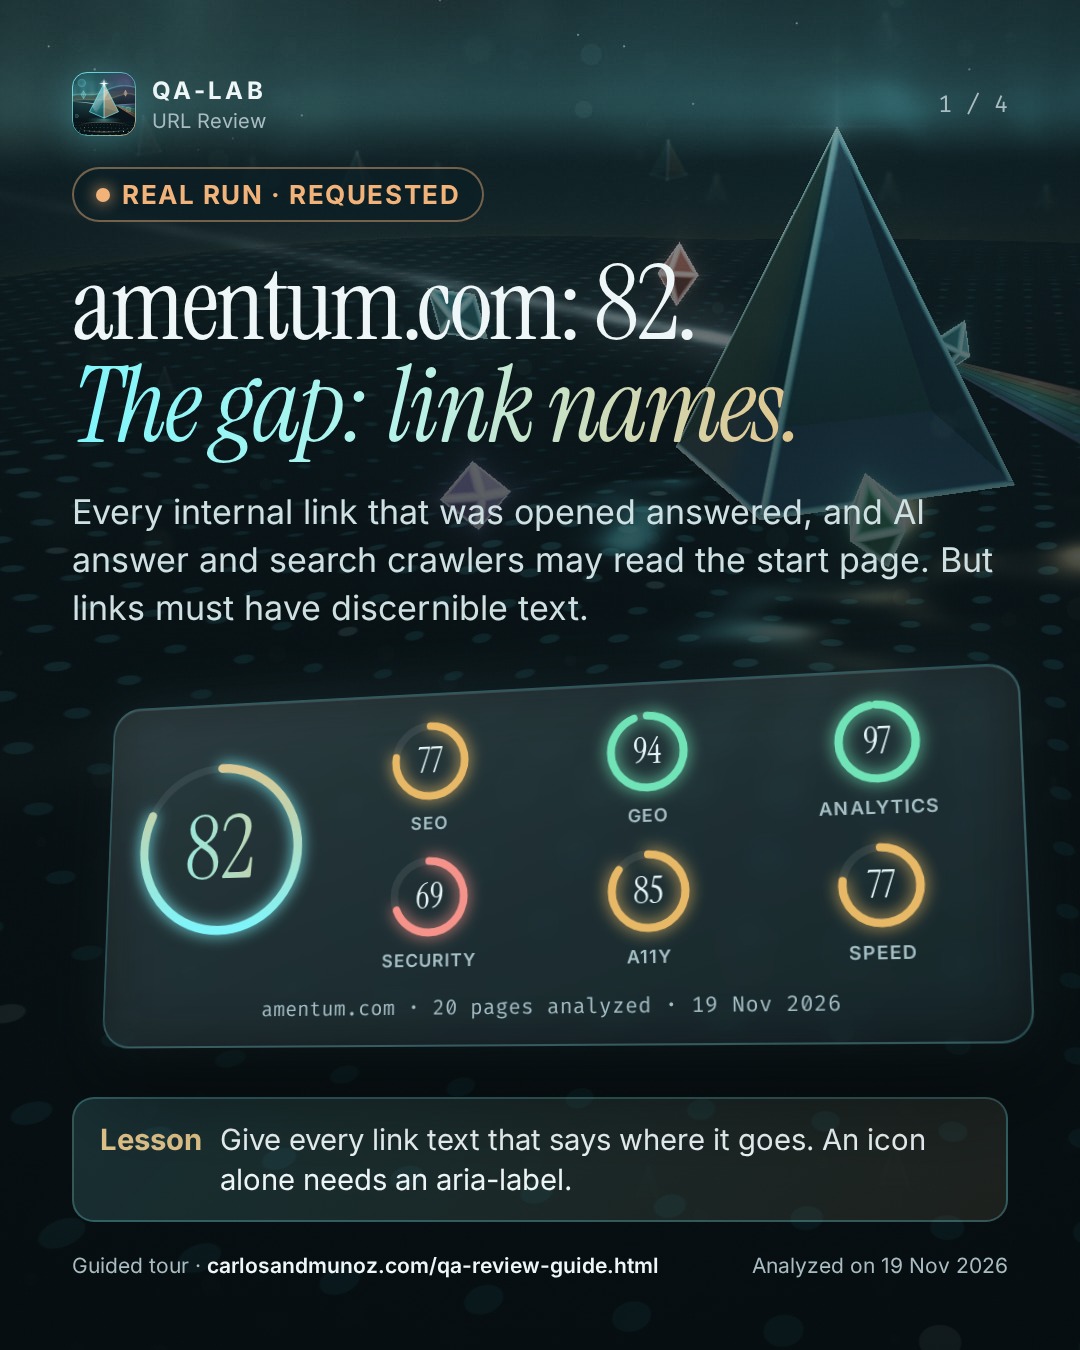 QA-LAB
URL Review
1 / 4
REAL RUN · REQUESTED
amentum.com: 82.
The gap: link names.
Every internal link that was opened answered, and AI
answer and search crawlers may read the start page. But
links must have discernible text.
82
77
SEO
94
GEO
97
ANALYTICS
69
SECURITY
85
A11Y
77
SPEED
amentum.com · 20 pages analyzed · 19 Nov 2026
Lesson Give every link text that says where it goes. An icon
alone needs an aria-label.
Guided tour · carlosandmunoz.com/qa-review-guide.html
Analyzed on 19 Nov 2026